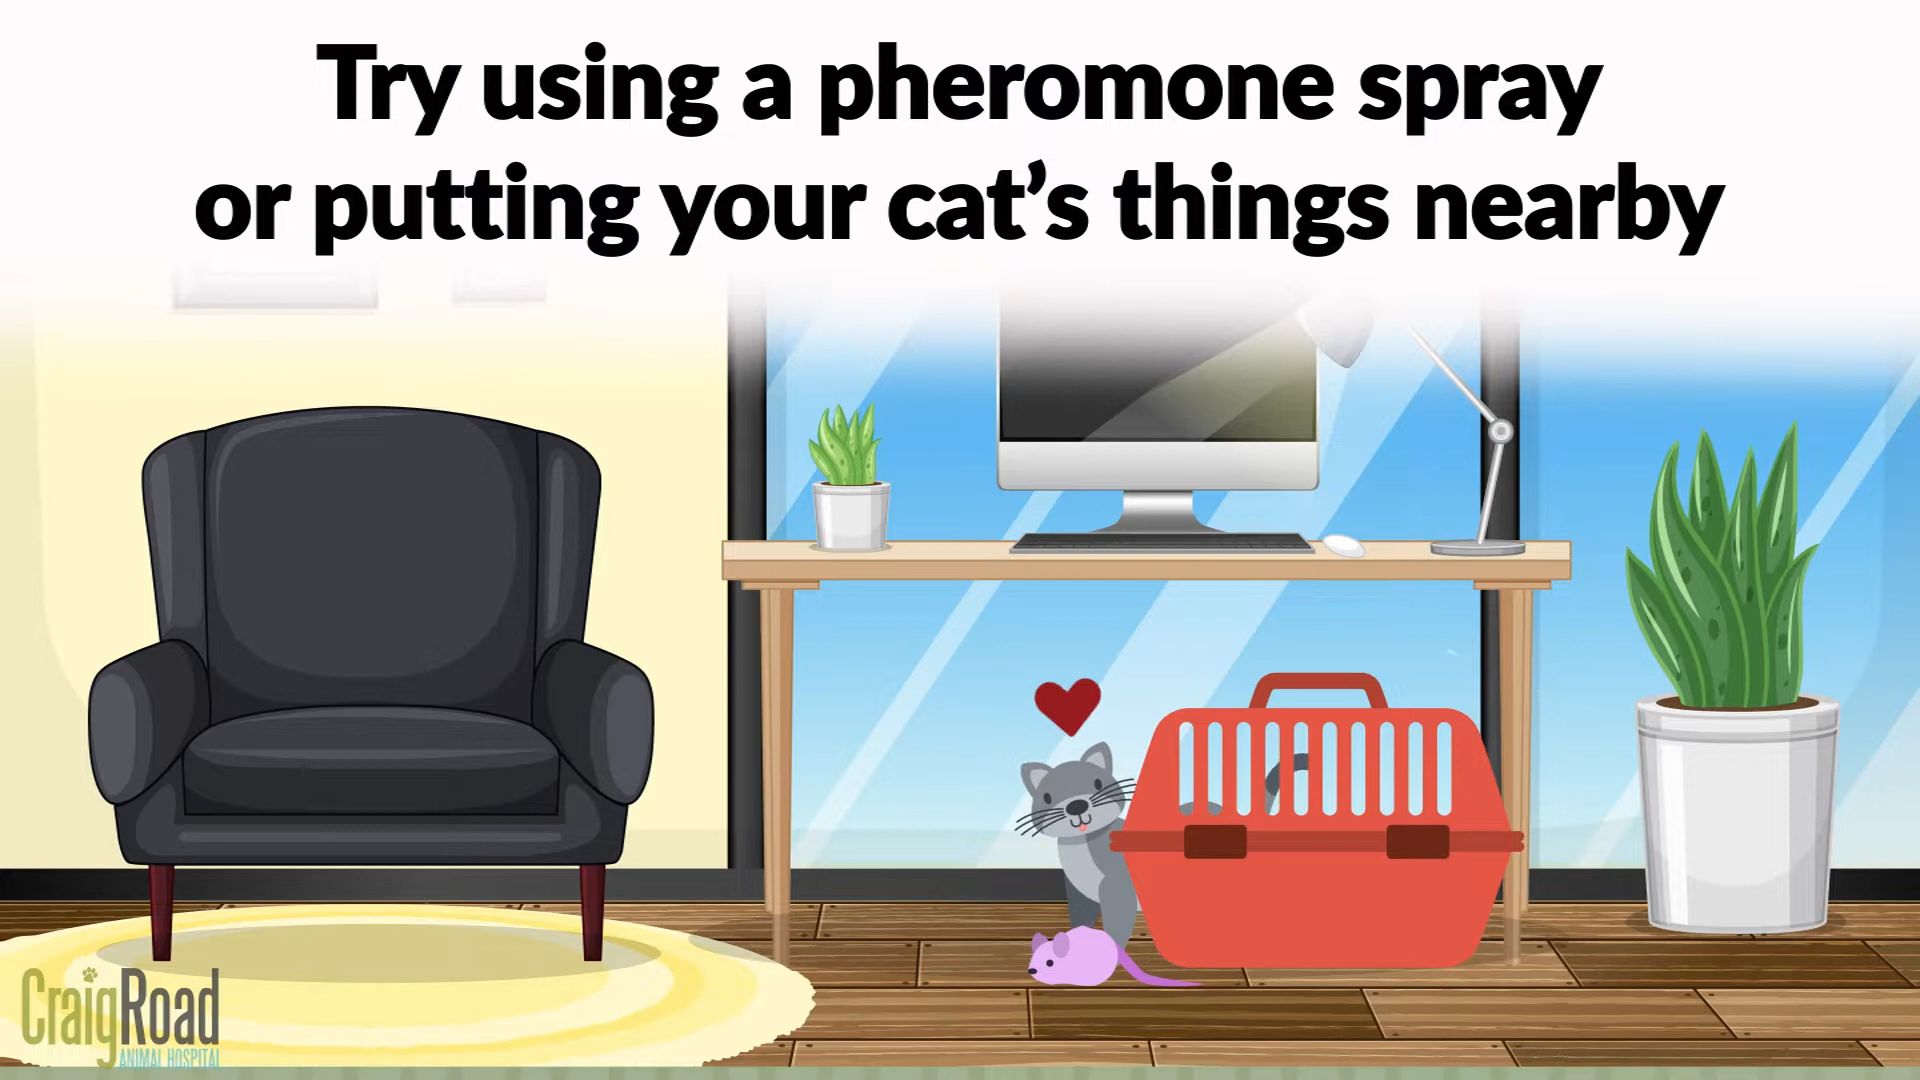 Try using a pheromone spray
or putting your cat’s things nearby
CraigRoad
ANIMAL HOSPITAL